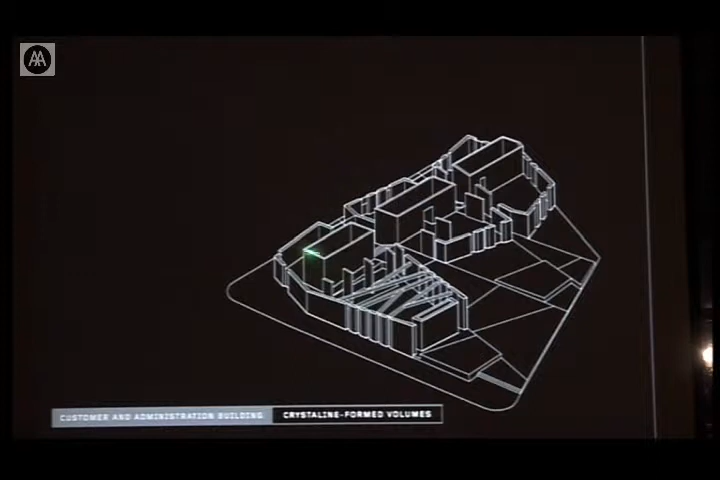 AA
CUSTOMER AND ADMINISTRATION BUILDING
CRYSTALINE-FORMED VOLUMES